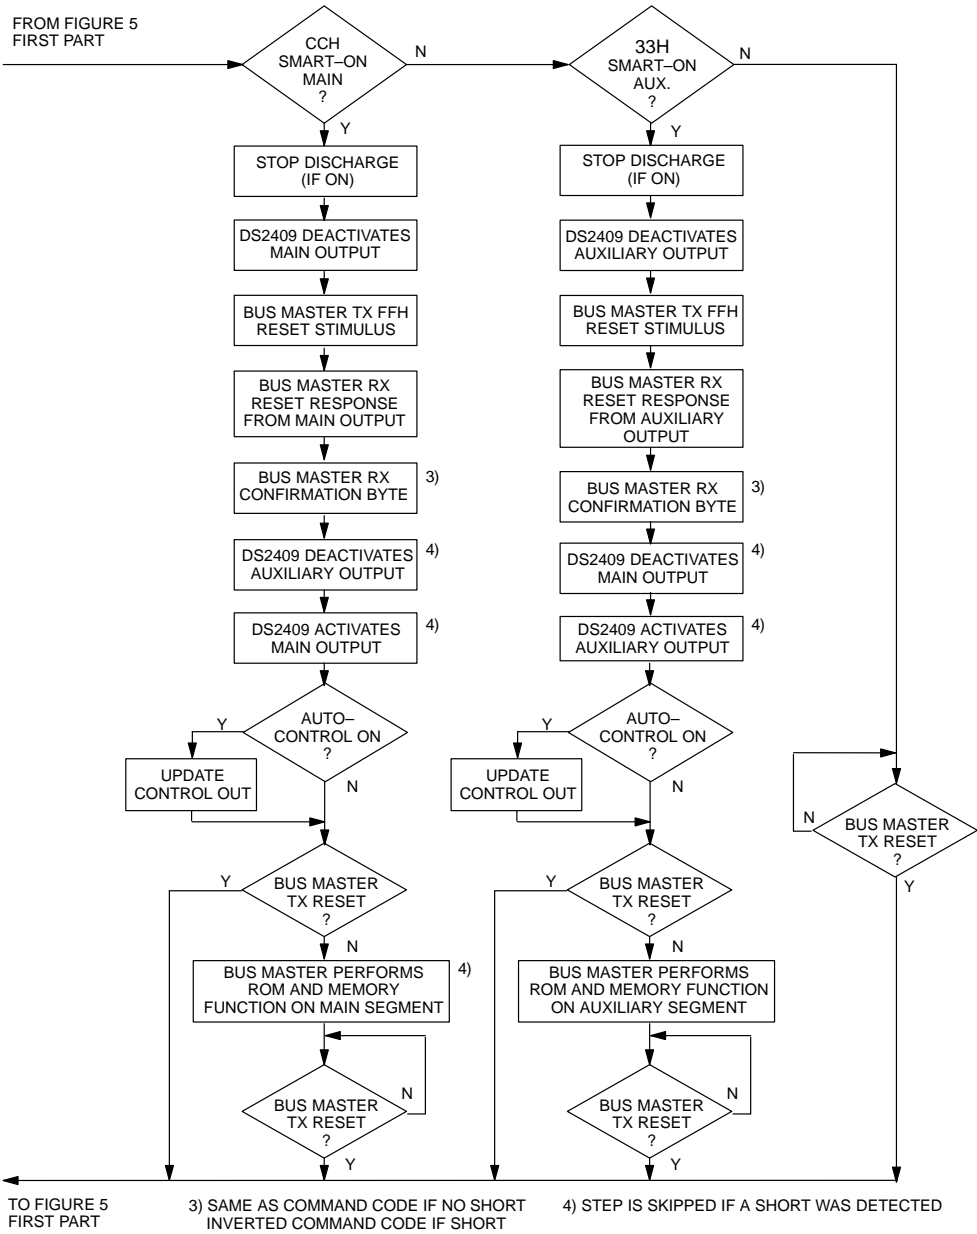 FROM FIGURE 5
FIRST PART
CCH
SMART–ON
MAIN
?
N
Y
33H
SMART–ON
AUX.
?
N
Y
STOP DISCHARGE
(IF ON)
DS2409 DEACTIVATES
MAIN OUTPUT
BUS MASTER TX FFH
RESET STIMULUS
BUS MASTER RX
RESET RESPONSE
FROM MAIN OUTPUT
BUS MASTER RX
CONFIRMATION BYTE
3)
DS2409 DEACTIVATES
AUXILIARY OUTPUT
4)
DS2409 ACTIVATES
MAIN OUTPUT
4)
AUTO–
CONTROL ON
?
Y
N
UPDATE
CONTROL OUT
BUS MASTER
TX RESET
?
Y
N
BUS MASTER PERFORMS
ROM AND MEMORY
FUNCTION ON MAIN SEGMENT
4)
BUS MASTER
TX RESET
?
N
Y
STOP DISCHARGE
(IF ON)
DS2409 DEACTIVATES
AUXILIARY OUTPUT
BUS MASTER TX FFH
RESET STIMULUS
BUS MASTER RX
RESET RESPONSE
FROM AUXILIARY
OUTPUT
BUS MASTER RX
CONFIRMATION BYTE
3)
DS2409 DEACTIVATES
MAIN OUTPUT
4)
DS2409 ACTIVATES
AUXILIARY OUTPUT
4)
AUTO–
CONTROL ON
?
Y
N
UPDATE
CONTROL OUT
BUS MASTER
TX RESET
?
Y
N
BUS MASTER PERFORMS
ROM AND MEMORY FUNCTION
ON AUXILIARY SEGMENT
BUS MASTER
TX RESET
?
N
Y
BUS MASTER
TX RESET
?
N
Y
TO FIGURE 5
FIRST PART
3) SAME AS COMMAND CODE IF NO SHORT
INVERTED COMMAND CODE IF SHORT
4) STEP IS SKIPPED IF A SHORT WAS DETECTED